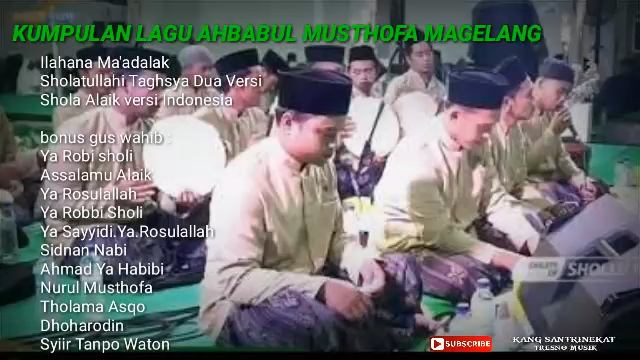 KUMPULAN LAGU AHBABUL MUSTHOFA MAGELANG
Ilahana Ma'adalak
Sholatullahi Taghsya Dua Versi
Shola Alaik versi Indonesia
bonus gus wahib :
Ya Robi sholi
Assalamu Alaik
Ya Rosulallah
Ya Robbi Sholi
Ya Sayyidi.Ya.Rosulallah
Sidnan Nabi
Ahmad Ya Habibi
Nurul Musthofa
Tholama Asqo
Dhoharodin
Syiir Tanpo Waton
SUBSCRIBE
KANG SANTRINEKAT
TRESNO MUSIK